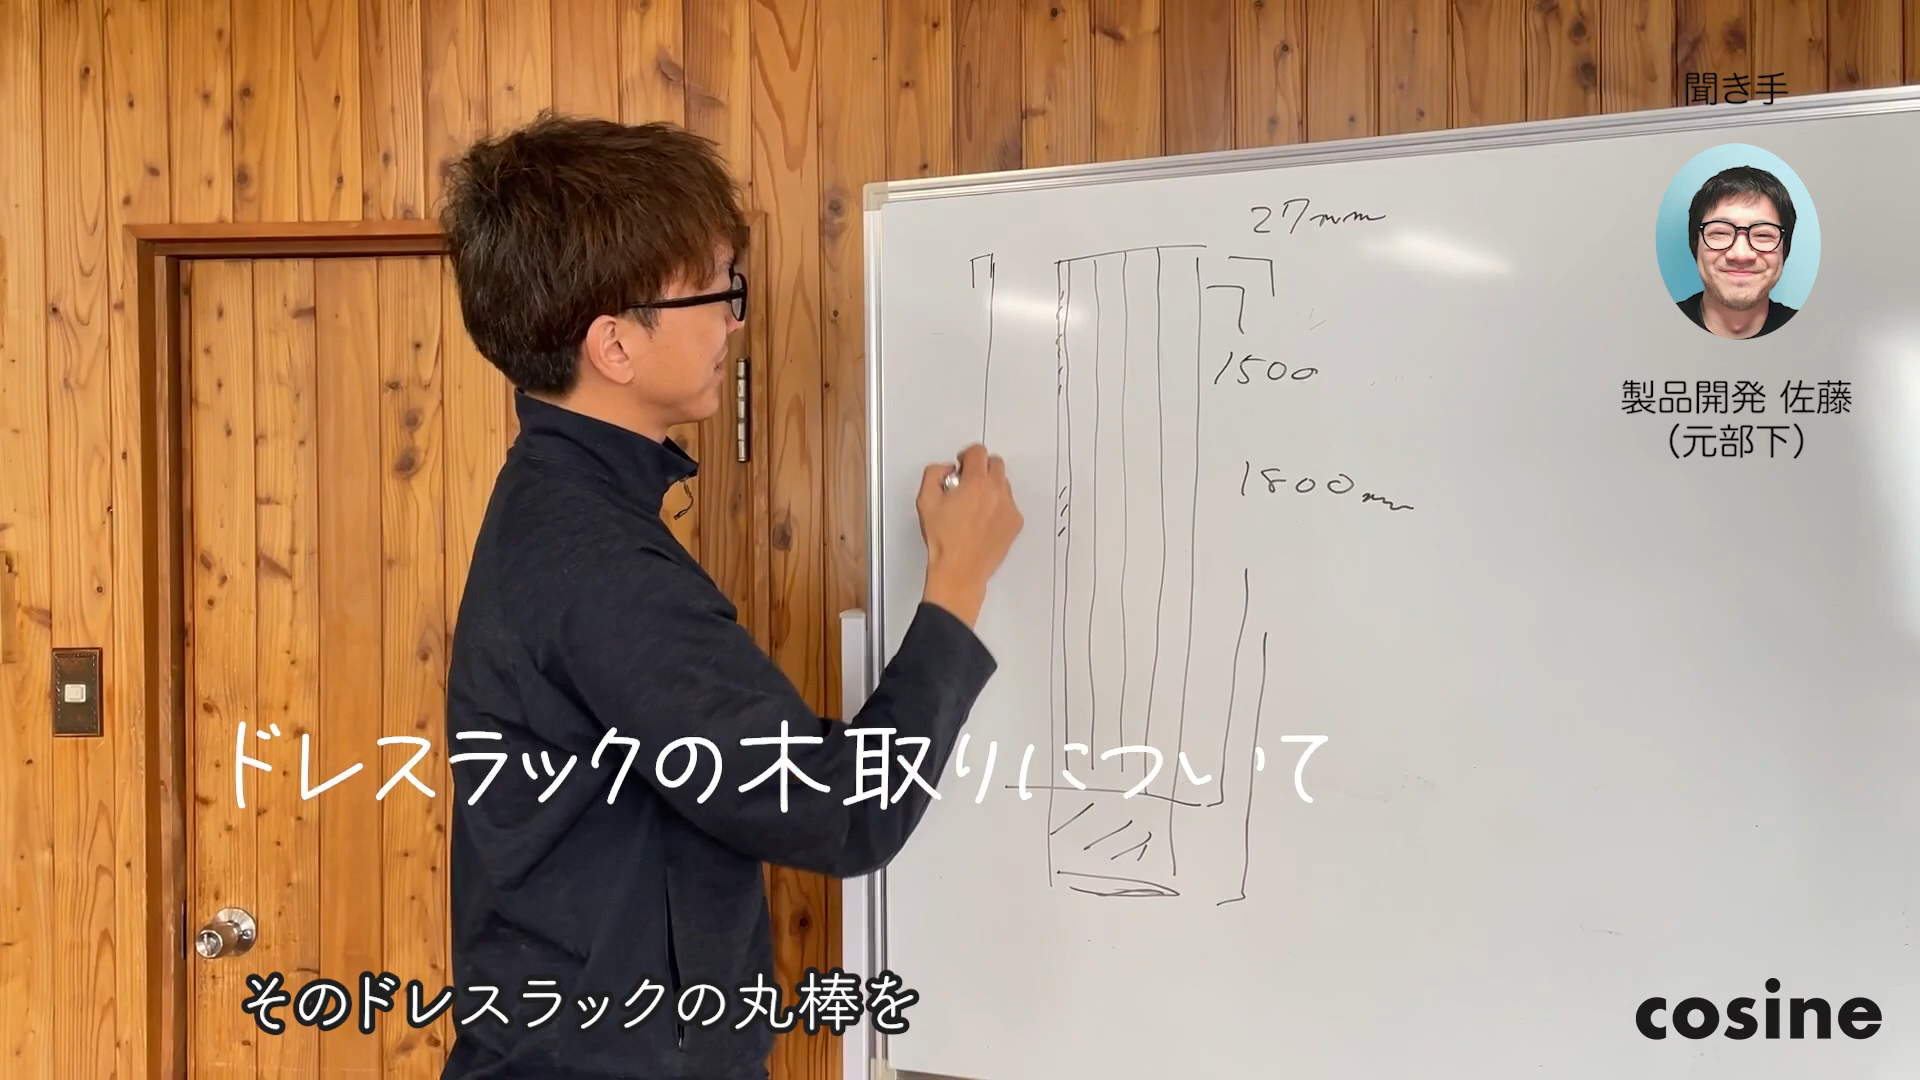 聞き手
製品開発 佐藤
（元部下）
27mm
1500
1800m
ドレスラックの木取りについて
そのドレスラックの丸棒を
cosine